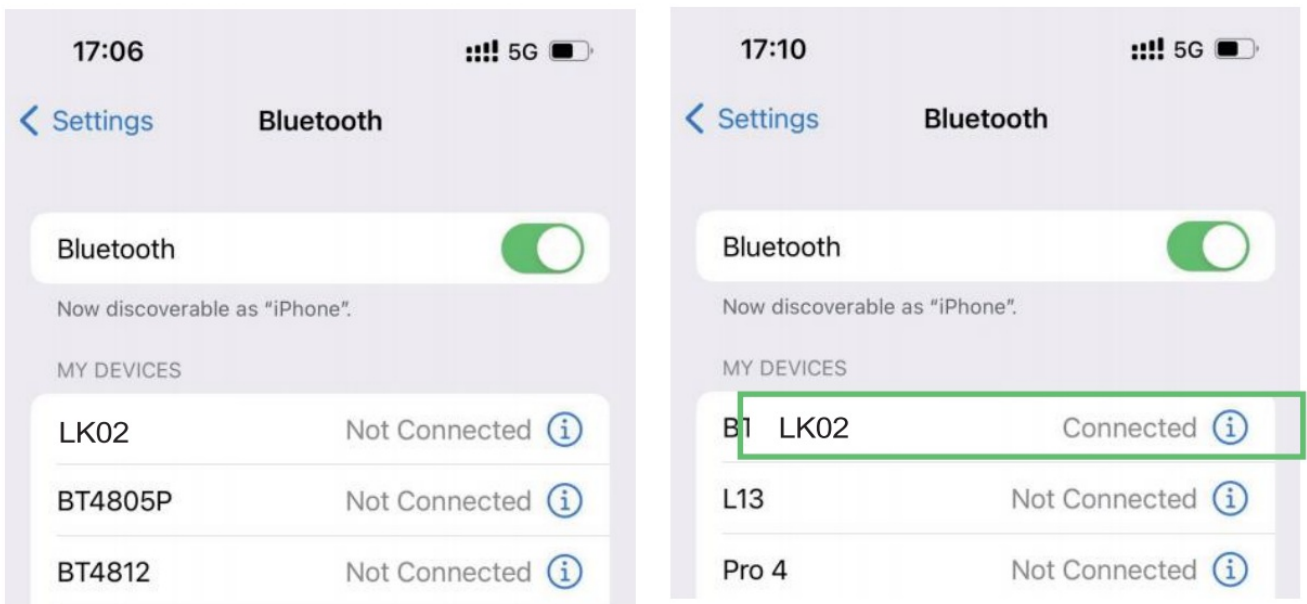 17:06 5G
Settings Bluetooth
Bluetooth
Now discoverable as “iPhone”.
MY DEVICES
LK02 Not Connected
BT4805P Not Connected
BT4812 Not Connected
17:10 5G
Settings Bluetooth
Bluetooth
Now discoverable as “iPhone”.
MY DEVICES
LK02 Connected
L13 Not Connected
Pro 4 Not Connected